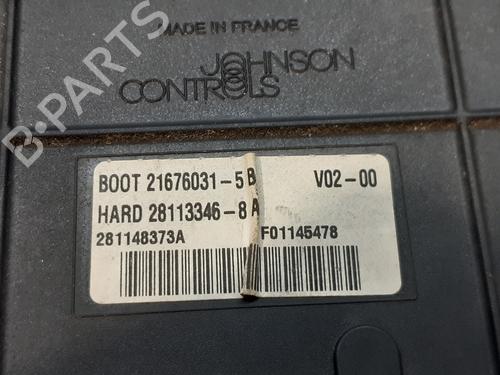 B-PARTS
MADE IN FRANCE
JOHNSON
CONTROLS
BOOT 21676031-5 B V02-00
HARD 28113346-8 A
281148373A F01145478